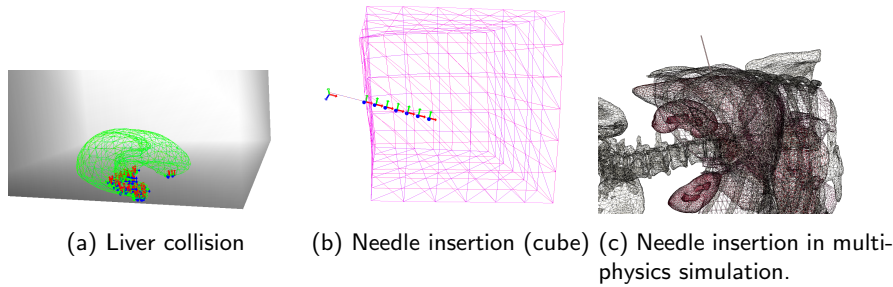 (a) Liver collision
(b) Needle insertion (cube)
(c) Needle insertion in multi-
physics simulation.